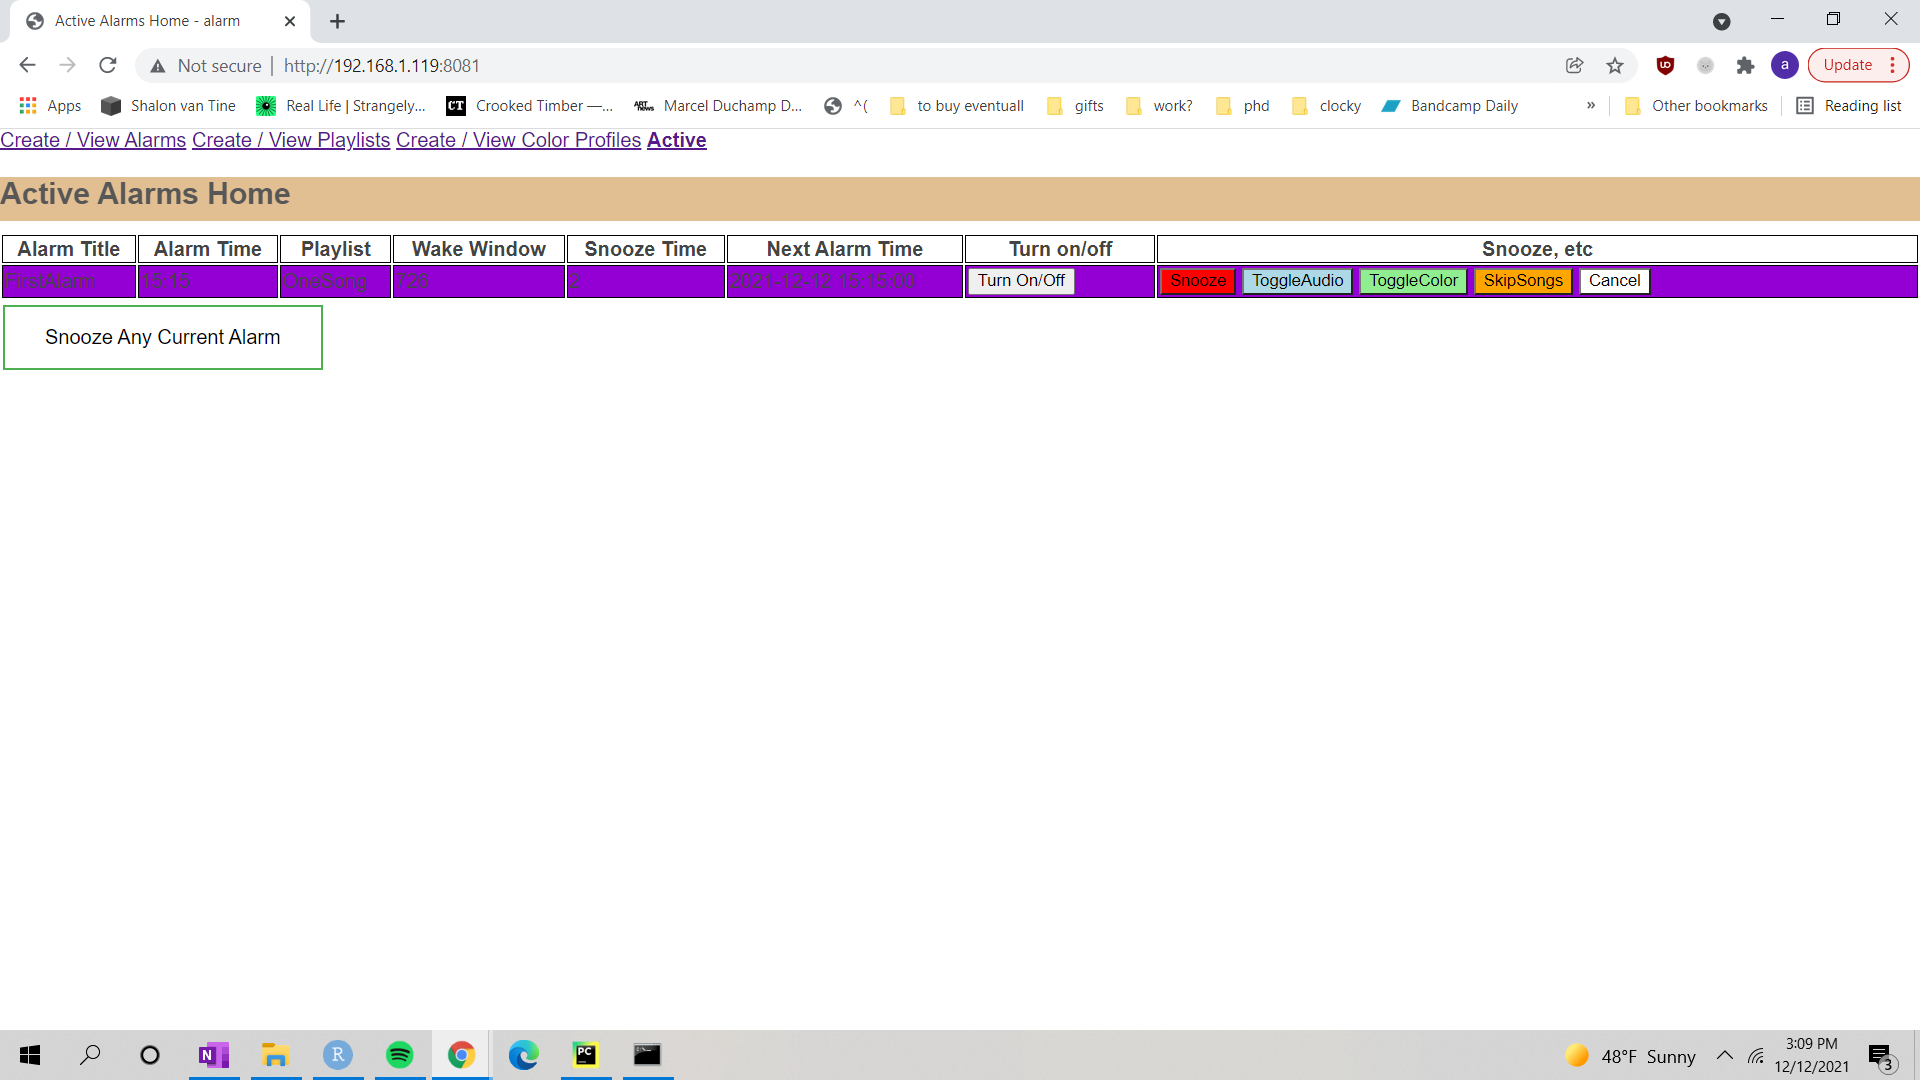 Active Alarms Home - alarm
Not secure | http://192.168.1.119:8081
a
Update
Apps Shalon van Tine Real Life | Strangely... CT Crooked Timber —... ART news Marcel Duchamp D... ^( to buy eventuall gifts work? phd clocky Bandcamp Daily » Other bookmarks Reading list
Create / View Alarms Create / View Playlists Create / View Color Profiles Active
Active Alarms Home
Alarm Title Alarm Time Playlist Wake Window Snooze Time Next Alarm Time Turn on/off Snooze, etc
FirstAlarm 15:15 OneSong 726 2 2021-12-12 15:15:00 Turn On/Off Snooze ToggleAudio ToggleColor SkipSongs Cancel
Snooze Any Current Alarm
N R PC 48°F Sunny
3:09 PM
12/12/2021
3